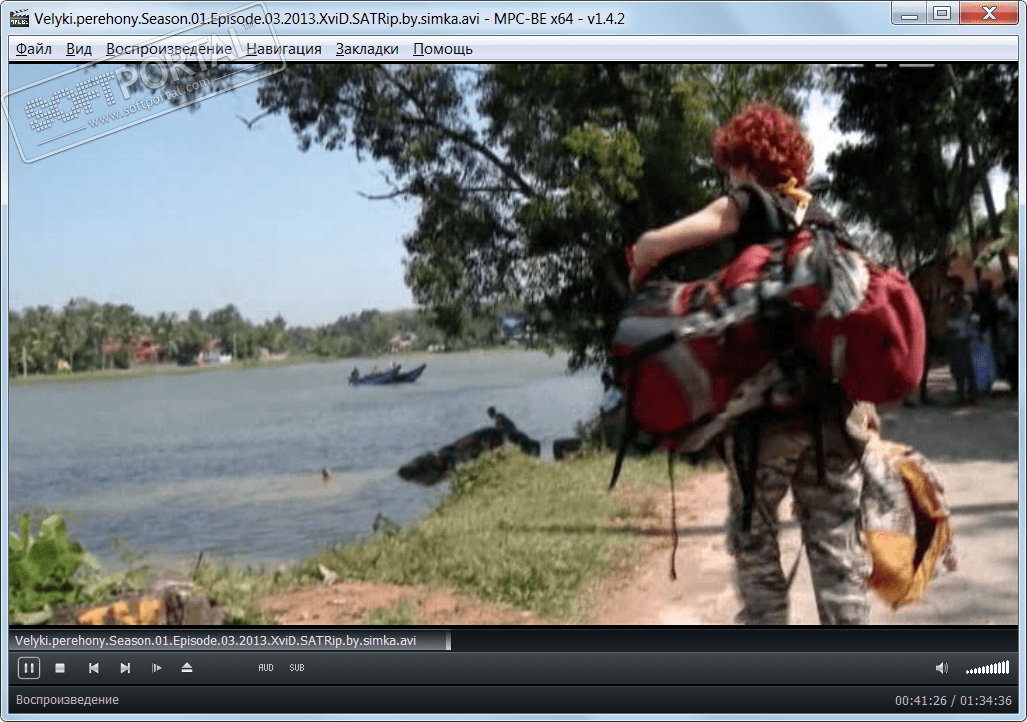 Velyki.perehony.Season.01.Episode.03.2013.XviD.SATRip.by.simka.avi - MPC-BE x64 - v1.4.2
Файл Вид Воспроизведение Навигация Закладки Помощь
SOFTPORTAL™
www.softportal.com
Velyki.perehony.Season.01.Episode.03.2013.XviD.SATRip.by.simka.avi
AUD SUB
Воспроизведение 00:41:26 / 01:34:36